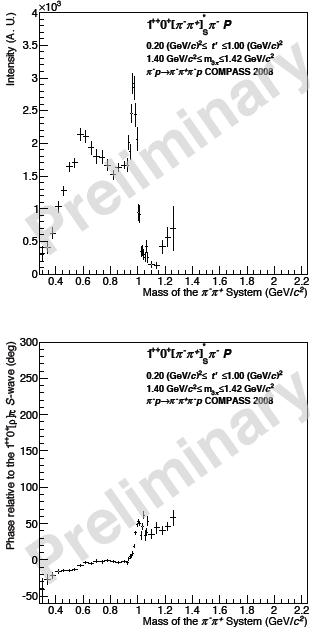 ×10³
1⁺⁺0⁺[π⁻π⁺]*ₛπ⁻ P
0.20 (GeV/c)²≤ t' ≤1.00 (GeV/c)²
1.40 GeV/c²≤ m₃π ≤1.42 GeV/c²
π⁻p→π⁻π⁺π⁻p COMPASS 2008
Preliminary
Intensity (A. U.)
4
3.5
3
2.5
2
1.5
1
0.5
0
0.4 0.6 0.8 1 1.2 1.4 1.6 1.8 2 2.2
Mass of the π⁻π⁺ System (GeV/c²)
1⁺⁺0⁺[π⁻π⁺]*ₛπ⁻ P
0.20 (GeV/c)²≤ t' ≤1.00 (GeV/c)²
1.40 GeV/c²≤ m₃π ≤1.42 GeV/c²
π⁻p→π⁻π⁺π⁻p COMPASS 2008
Preliminary
Phase relative to the 1⁺⁺0⁺[ρ]π S-wave (deg)
300
250
200
150
100
50
0
-50
0.4 0.6 0.8 1 1.2 1.4 1.6 1.8 2 2.2
Mass of the π⁻π⁺ System (GeV/c²)